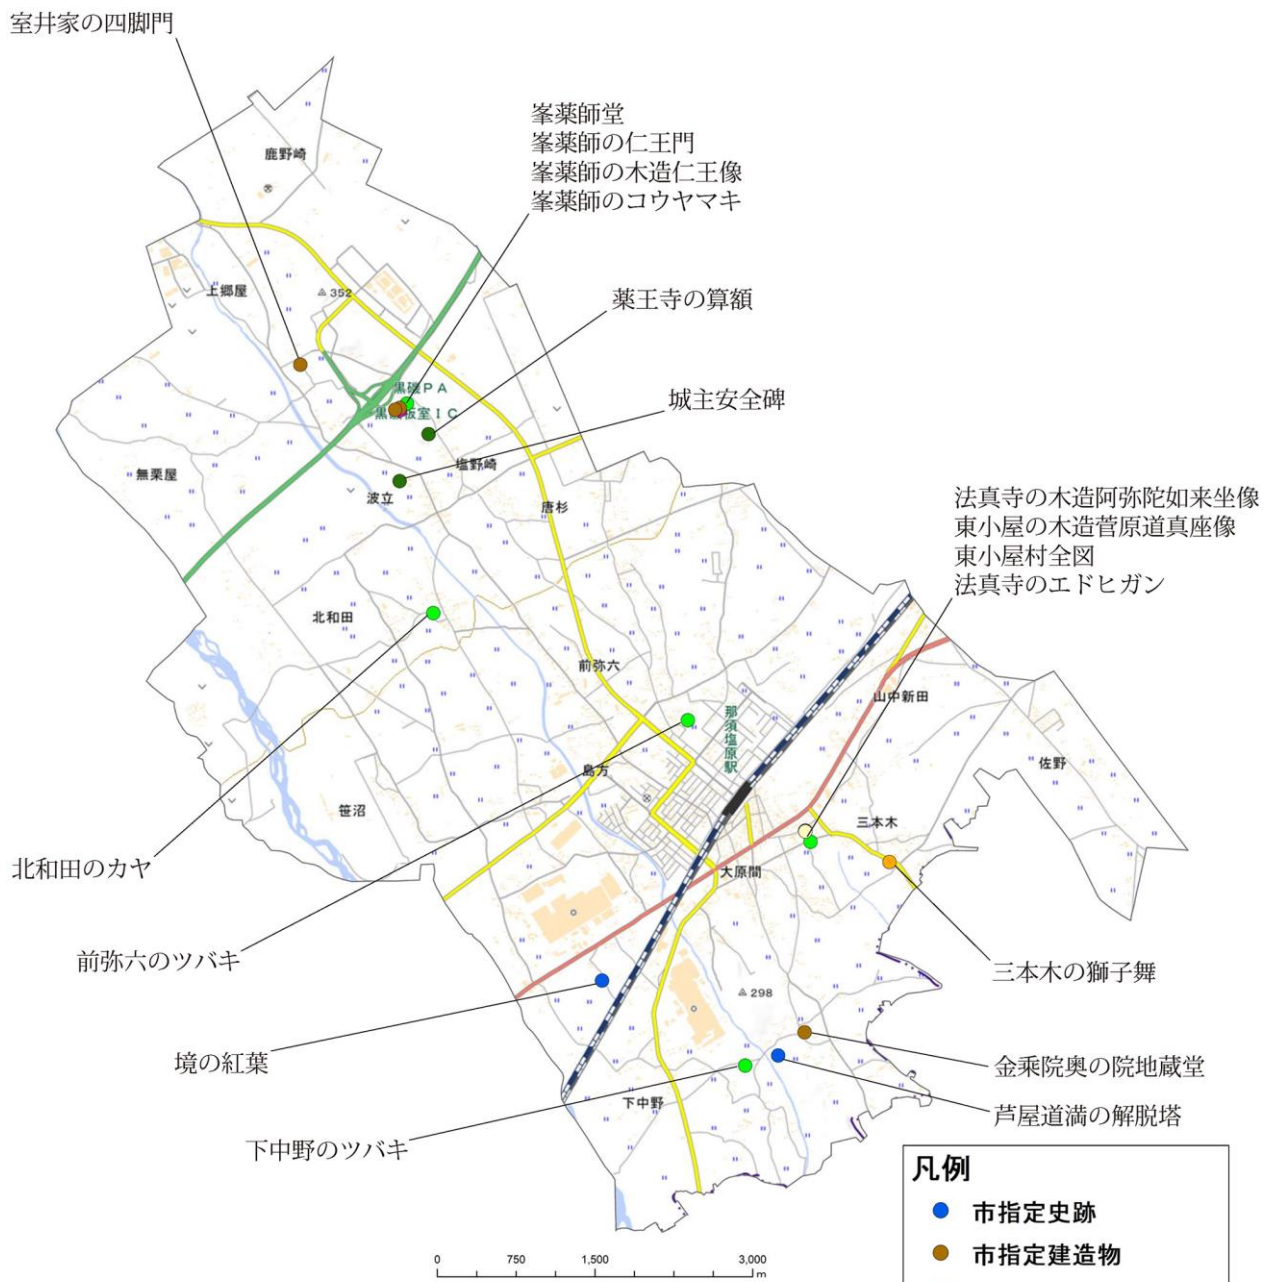 室井家の四脚門
峯薬師堂
峯薬師の仁王門
峯薬師の木造仁王像
峯薬師のコウヤマキ
鹿野崎
薬王寺の算額
上郷屋
352
黒磯PA
城主安全碑
塩野崎
無栗屋
波立
唐杉
法真寺の木造阿弥陀如来坐像
東小屋の木造菅原道真座像
東小屋村全図
法真寺のエドヒガン
北和田
前弥六
山中新田
那須塩原駅
佐野
島方
笹沼
三本木
北和田のカヤ
大原間
前弥六のツバキ
三本木の獅子舞
298
境の紅葉
金乗院奥の院地蔵堂
下中野
芦屋道満の解脱塔
下中野のツバキ
凡例
市指定史跡
市指定建造物
0 750 1,500 3,000
m